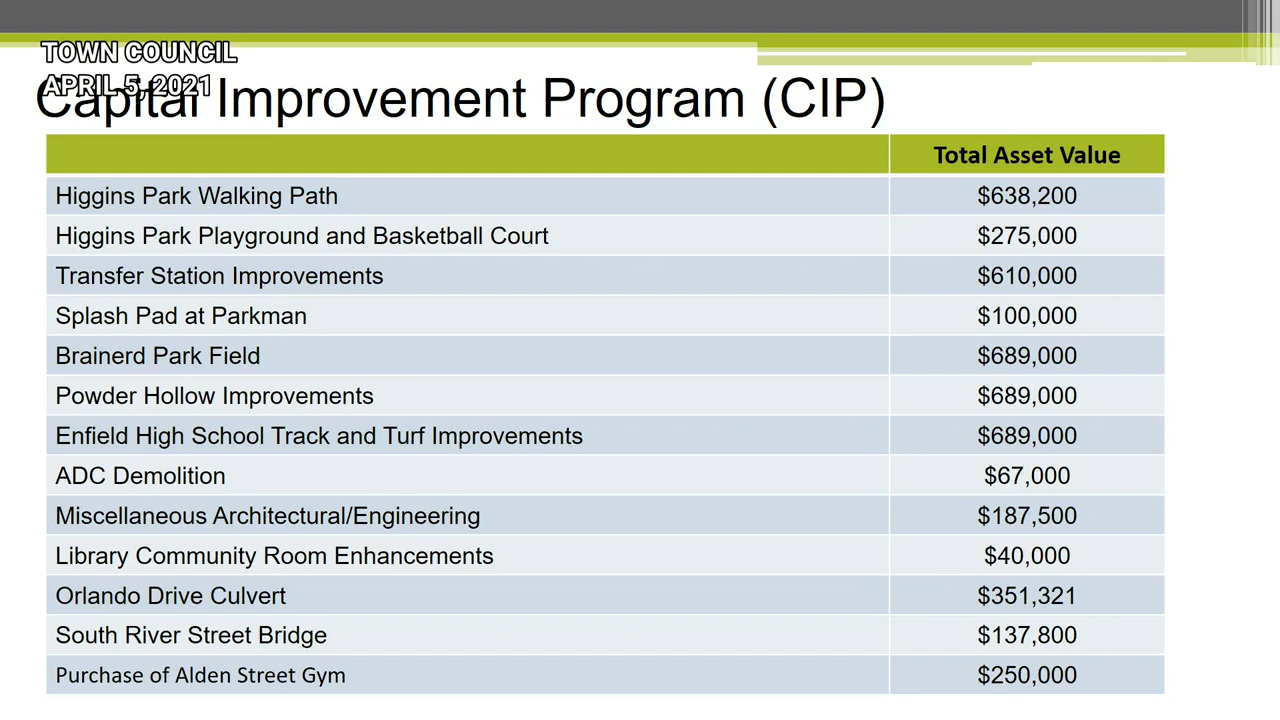 TOWN COUNCIL
APRIL 5, 2021
Capital Improvement Program (CIP)
Total Asset Value
Higgins Park Walking Path $638,200
Higgins Park Playground and Basketball Court $275,000
Transfer Station Improvements $610,000
Splash Pad at Parkman $100,000
Brainerd Park Field $689,000
Powder Hollow Improvements $689,000
Enfield High School Track and Turf Improvements $689,000
ADC Demolition $67,000
Miscellaneous Architectural/Engineering $187,500
Library Community Room Enhancements $40,000
Orlando Drive Culvert $351,321
South River Street Bridge $137,800
Purchase of Alden Street Gym $250,000